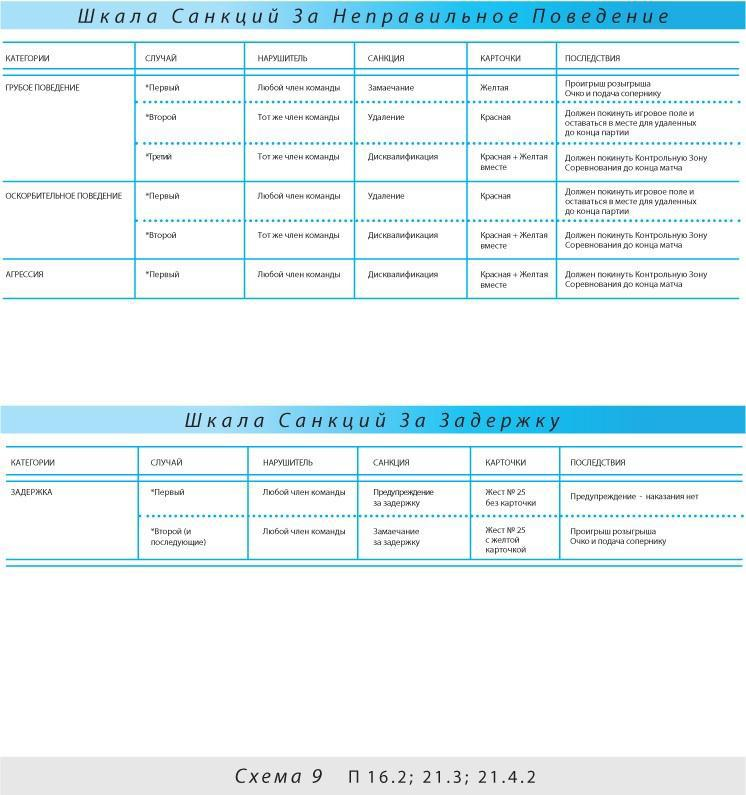 Шкала Санкций За Неправильное Поведение
КАТЕГОРИИ СЛУЧАЙ НАРУШИТЕЛЬ САНКЦИЯ КАРТОЧКИ ПОСЛЕДСТВИЯ
ГРУБОЕ ПОВЕДЕНИЕ *Первый Любой член команды Замаечание Желтая Проигрыш розыгрыша
Очко и подача сопернику
*Второй Тот же член команды Удаление Красная Должен покинуть игровое поле и
оставаться в месте для удаленных
до конца партии
*Третий Тот же член команды Дисквалификация Красная + Желтая Должен покинуть Контрольную Зону
вместе Соревнования до конца матча
ОСКОРБИТЕЛЬНОЕ ПОВЕДЕНИЕ *Первый Любой член команды Удаление Красная Должен покинуть игровое поле и
оставаться в месте для удаленных
до конца партии
*Второй Тот же член команды Дисквалификация Красная + Желтая Должен покинуть Контрольную Зону
вместе Соревнования до конца матча
АГРЕССИЯ *Первый Любой член команды Дисквалификация Красная + Желтая Должен покинуть Контрольную Зону
вместе Соревнования до конца матча
Шкала Санкций За Задержку
КАТЕГОРИИ СЛУЧАЙ НАРУШИТЕЛЬ САНКЦИЯ КАРТОЧКИ ПОСЛЕДСТВИЯ
ЗАДЕРЖКА *Первый Любой член команды Предупреждение Жест № 25 Предупреждение - наказания нет
за задержку без карточки
*Второй (и Любой член команды Замаечание Жест № 25 Проигрыш розыгрыша
последующие) за задержку с желтой Очко и подача сопернику
карточкой
Схема 9 П 16.2; 21.3; 21.4.2